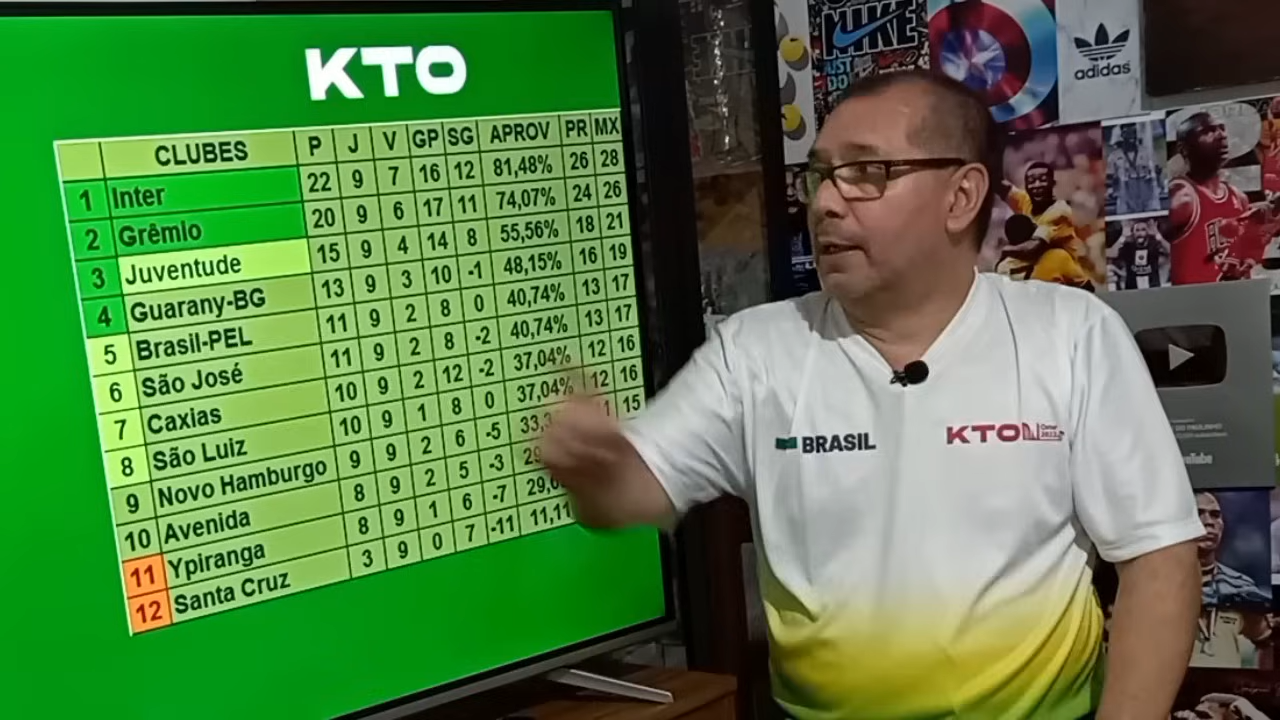 KTO
CLUBES P J V GP SG APROV PR MX
1 Inter 22 9 7 16 12 81,48% 26 28
2 Grêmio 20 9 6 17 11 74,07% 24 26
3 Juventude 15 9 4 14 8 55,56% 18 21
4 Guarany-BG 13 9 3 10 -1 48,15% 16 19
5 Brasil-PEL 11 9 2 8 0 40,74% 13 17
6 São José 11 9 2 8 -2 40,74% 13 17
7 Caxias 10 9 2 12 -2 37,04% 12 16
8 São Luiz 10 9 1 8 0 37,04% 12 16
9 Novo Hamburgo 9 9 2 6 -5 15
10 Avenida 8 9 2 5 -3
11 Ypiranga 8 9 1 6 -7
12 Santa Cruz 3 9 0 7 -11 11,11
NIKE
JUST
DO
adidas
BRASIL
KTO